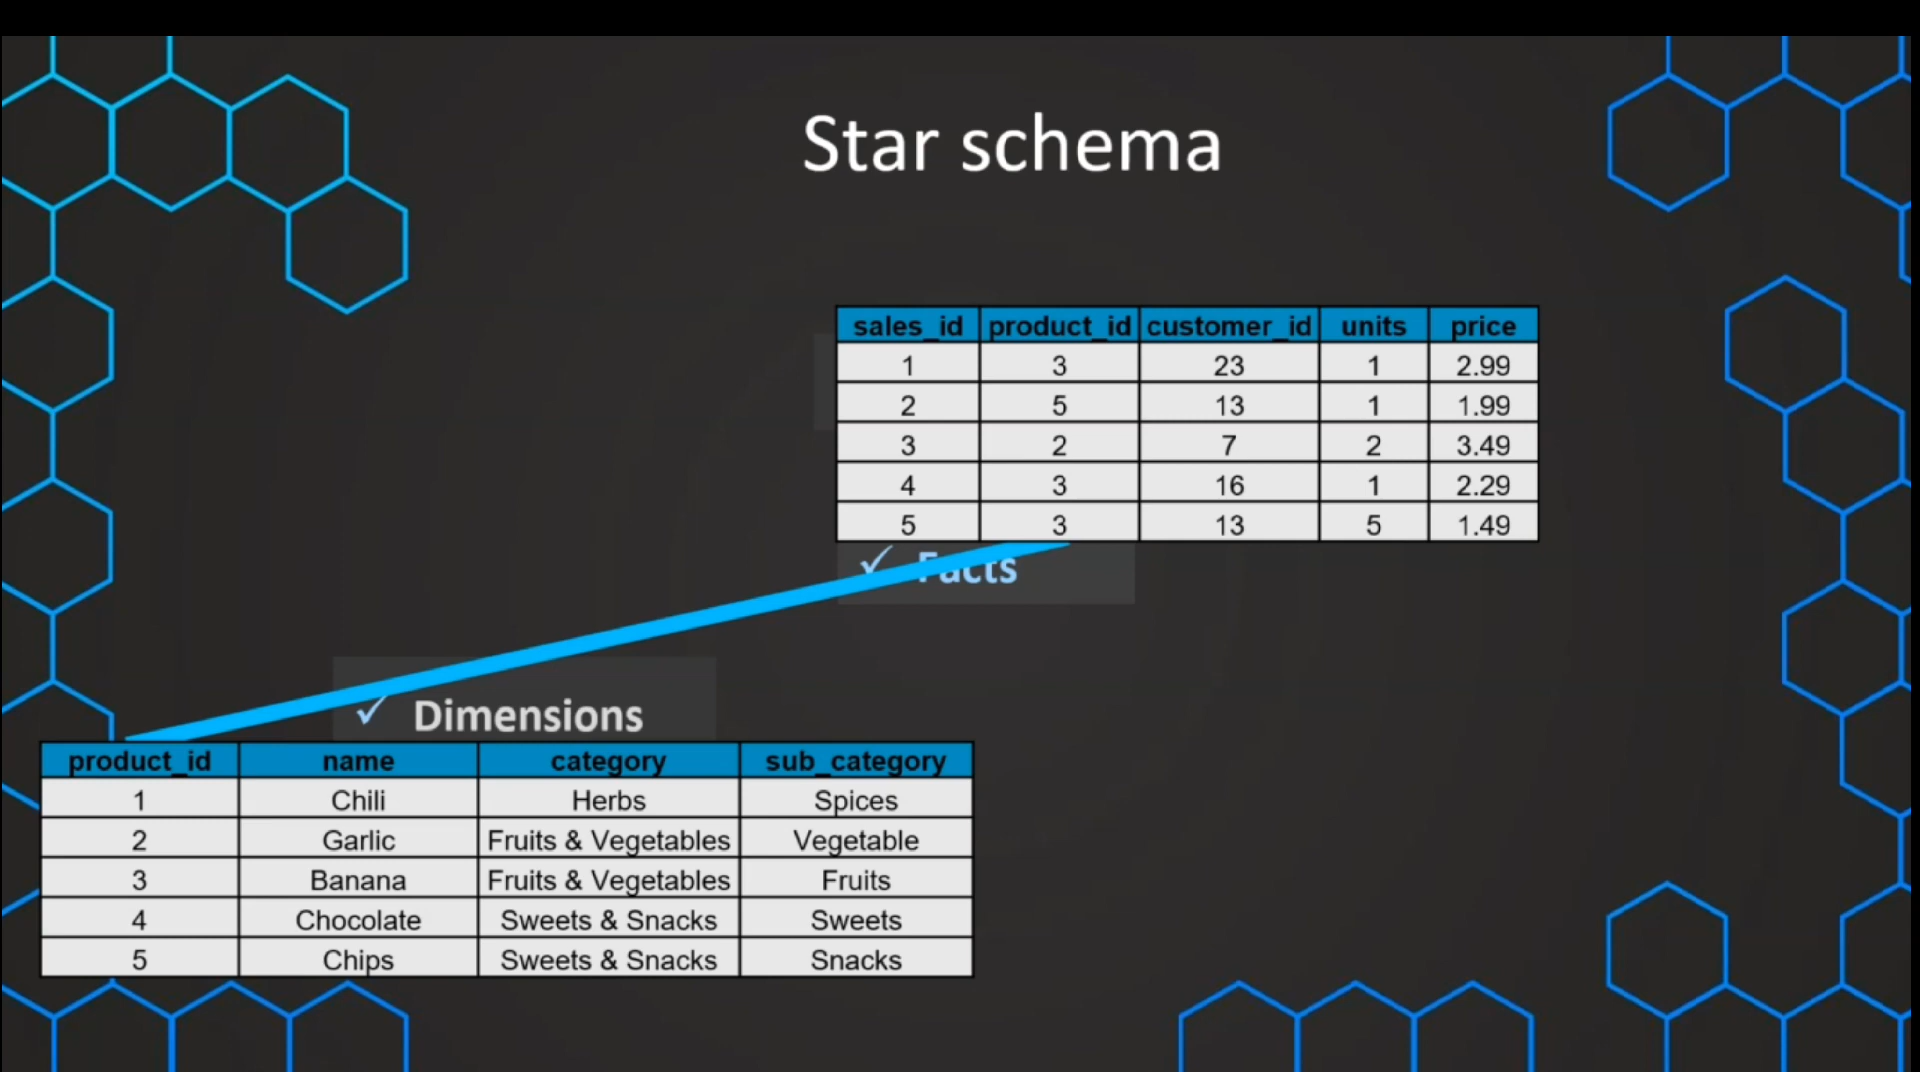 Star schema
sales_id product_id customer_id units price
1 3 23 1 2.99
2 5 13 1 1.99
3 2 7 2 3.49
4 3 16 1 2.29
5 3 13 5 1.49
✓ Facts
✓ Dimensions
product_id name category sub_category
1 Chili Herbs Spices
2 Garlic Fruits & Vegetables Vegetable
3 Banana Fruits & Vegetables Fruits
4 Chocolate Sweets & Snacks Sweets
5 Chips Sweets & Snacks Snacks